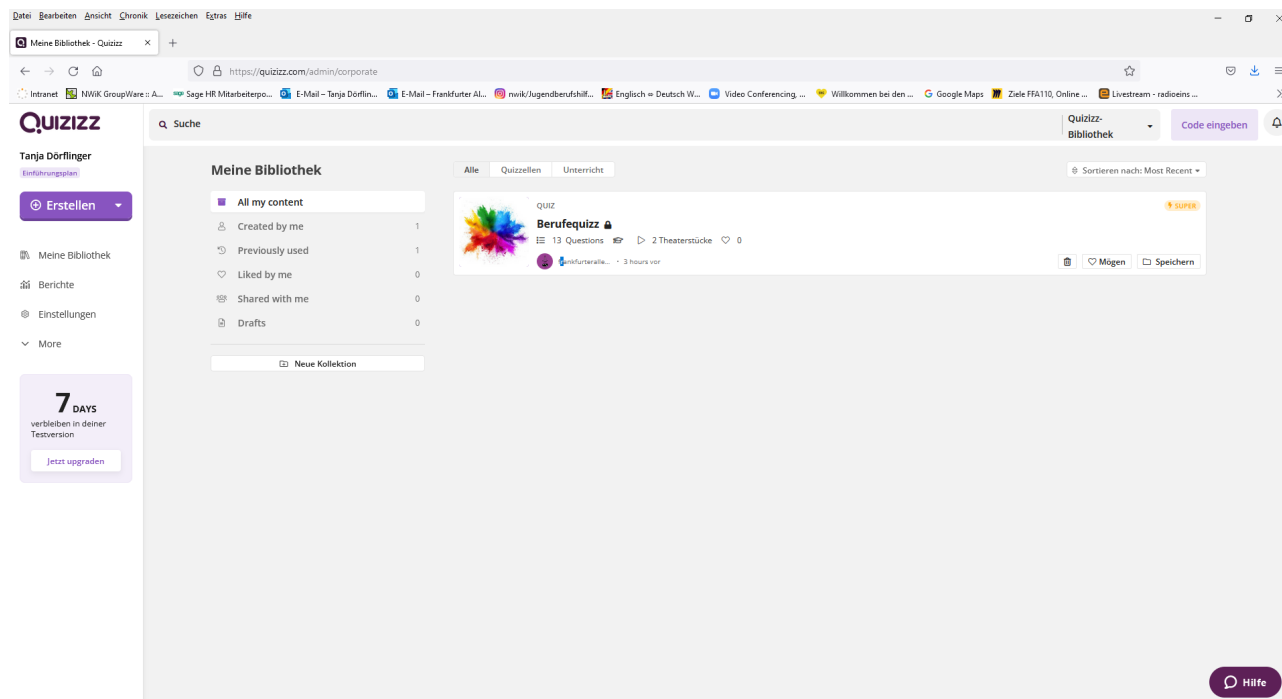 Datei Bearbeiten Ansicht Chronik Lesezeichen Extras Hilfe
Meine Bibliothek - Quizizz
https://quizizz.com/admin/corporate
Intranet NWiK GroupWare :: A... Sage HR Mitarbeiterpo... E-Mail – Tanja Dörflin... E-Mail – Frankfurter Al... nwik/Jugendberufshilf... Englisch ⇔ Deutsch W... Video Conferencing, ... Willkommen bei den ... Google Maps Ziele FFA110, Online ... Livestream - radioeins ...
QUIZIZZ
Suche
Quizizz-
Bibliothek
Code eingeben
Tanja Dörflinger
Einführungsplan
Erstellen
Meine Bibliothek
Berichte
Einstellungen
More
7 DAYS
verbleiben in deiner
Testversion
Jetzt upgraden
Meine Bibliothek
All my content
Created by me 1
Previously used 1
Liked by me 0
Shared with me 0
Drafts 0
Neue Kollektion
Alle Quizzellen Unterricht
Sortieren nach: Most Recent
QUIZ
SUPER
Berufequizz
13 Questions 2 Theaterstücke 0
frankfurteralle... • 3 hours vor
Mögen Speichern
Hilfe